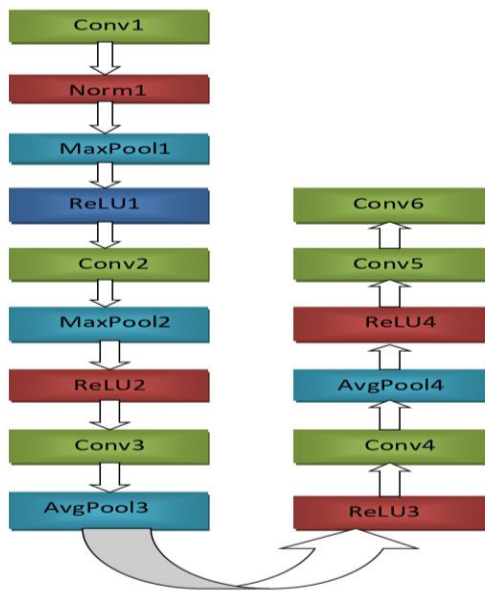 Conv1
Norm1
MaxPool1
ReLU1
Conv2
MaxPool2
ReLU2
Conv3
AvgPool3
ReLU3
Conv4
AvgPool4
ReLU4
Conv5
Conv6